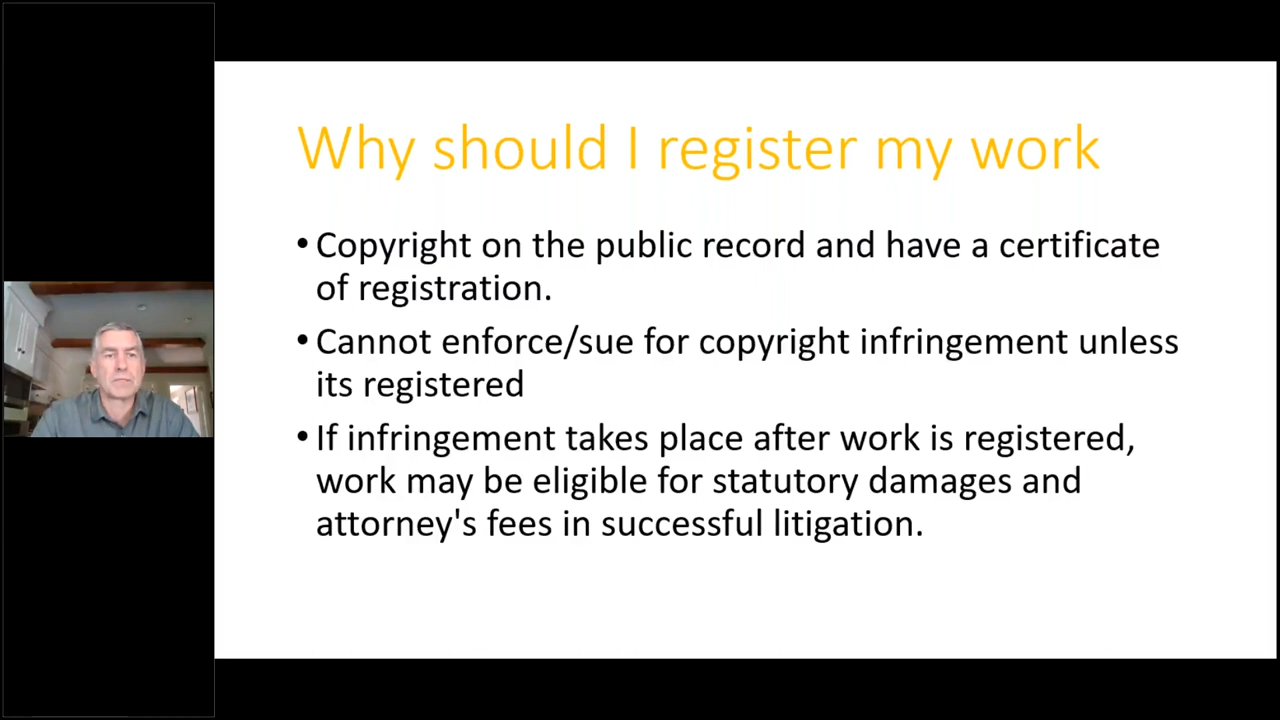 Why should I register my work
• Copyright on the public record and have a certificate
of registration.
• Cannot enforce/sue for copyright infringement unless
its registered
• If infringement takes place after work is registered,
work may be eligible for statutory damages and
attorney's fees in successful litigation.